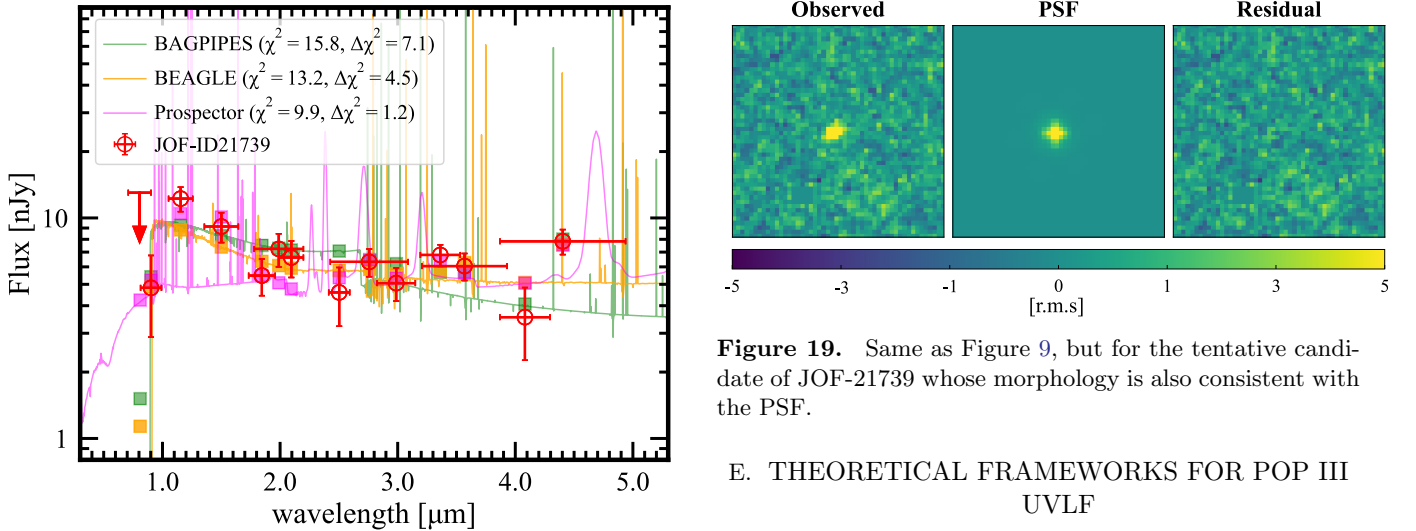 BAGPIPES (χ² = 15.8, Δχ² = 7.1)
BEAGLE (χ² = 13.2, Δχ² = 4.5)
Prospector (χ² = 9.9, Δχ² = 1.2)
JOF-ID21739
Flux [nJy]
10
1
1.0 2.0 3.0 4.0 5.0
wavelength [μm]
Observed PSF Residual
-5 -3 -1 0 1 3 5
[r.m.s]
Figure 19. Same as Figure 9, but for the tentative candi-
date of JOF-21739 whose morphology is also consistent with
the PSF.
E. THEORETICAL FRAMEWORKS FOR POP III
UVLF